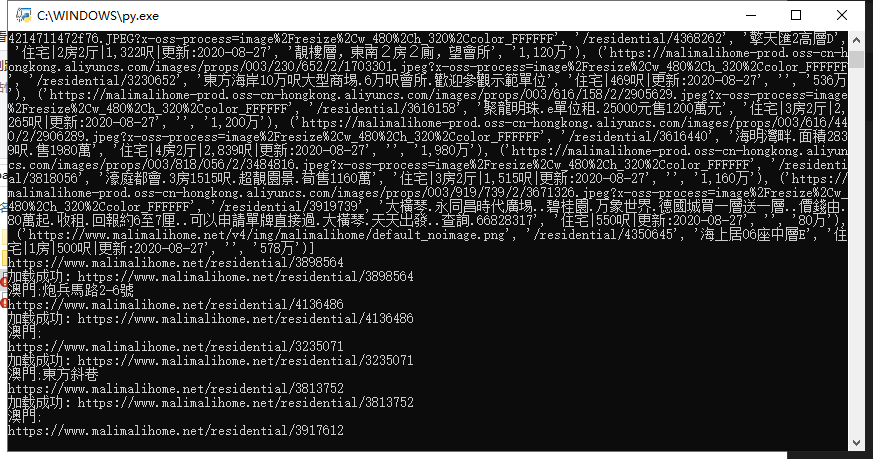 C:\WINDOWS\py.exe
4214711472f76.JPEG?x-oss-process=image%2Fresize%2Cw_480%2Ch_320%2Ccolor_FFFFFF', '/residential/4368262', '擎天匯2高層D',
'住宅|2房2厅|1,322呎|更新:2020-08-27', '靚樓層，東南２房２廁，望會所', '1,120万'), ('https://malimalihome-prod.oss-cn-h
ongkong.aliyuncs.com/images/props/003/230/652/2/1703301.jpeg?x-oss-process=image%2Fresize%2Cw_480%2Ch_320%2Ccolor_FFFFFF
', '/residential/3230652', '東方海岸10万呎大型商埸.6万呎會所.歡迎參觀示範單位', '住宅|469呎|更新:2020-08-27', '', '536万
'), ('https://malimalihome-prod.oss-cn-hongkong.aliyuncs.com/images/props/003/616/158/2/2905629.jpeg?x-oss-process=image
%2Fresize%2Cw_480%2Ch_320%2Ccolor_FFFFFF', '/residential/3616158', '聚龍明珠.e單位租.25000元售1200萬元', '住宅|3房2厅|2,
265呎|更新:2020-08-27', '', '1,200万'), ('https://malimalihome-prod.oss-cn-hongkong.aliyuncs.com/images/props/003/616/44
0/2/2906289.jpeg?x-oss-process=image%2Fresize%2Cw_480%2Ch_320%2Ccolor_FFFFFF', '/residential/3616440', '海明灣畔.面積283
9呎.售1980萬', '住宅|4房2厅|2,839呎|更新:2020-08-27', '', '1,980万'), ('https://malimalihome-prod.oss-cn-hongkong.aliyun
cs.com/images/props/003/818/056/2/3484816.jpeg?x-oss-process=image%2Fresize%2Cw_480%2Ch_320%2Ccolor_FFFFFF', '/residenti
al/3818056', '濠庭都會.3房1515呎.超靚園景.荀售1160萬', '住宅|3房2厅|1,515呎|更新:2020-08-27', '', '1,160万'), ('https://
malimalihome-prod.oss-cn-hongkong.aliyuncs.com/images/props/003/919/739/2/3671326.jpeg?x-oss-process=image%2Fresize%2Cw_
480%2Ch_320%2Ccolor_FFFFFF', '/residential/3919739', '大橫琴.永同昌時代廣埸..碧桂園.万象世界.德國城買一層送一層..價錢由.
80萬起.收租.回報約6至7厘..可以申請單牌直接過.大橫琴.天天出發..查詢.66828317', '住宅|550呎|更新:2020-08-27', '', '80万'),
('https://www.malimalihome.net/v4/img/malimalihome/default_noimage.png', '/residential/4350645', '海上居06座中層E', '住
宅|1房|500呎|更新:2020-08-27', '', '578万')]
https://www.malimalihome.net/residential/3898564
加载成功: https://www.malimalihome.net/residential/3898564
澳門:炮兵馬路2-6號
https://www.malimalihome.net/residential/4136486
加载成功: https://www.malimalihome.net/residential/4136486
澳門:
https://www.malimalihome.net/residential/3235071
加载成功: https://www.malimalihome.net/residential/3235071
澳門:東方斜巷
https://www.malimalihome.net/residential/3813752
加载成功: https://www.malimalihome.net/residential/3813752
澳門:
https://www.malimalihome.net/residential/3917612